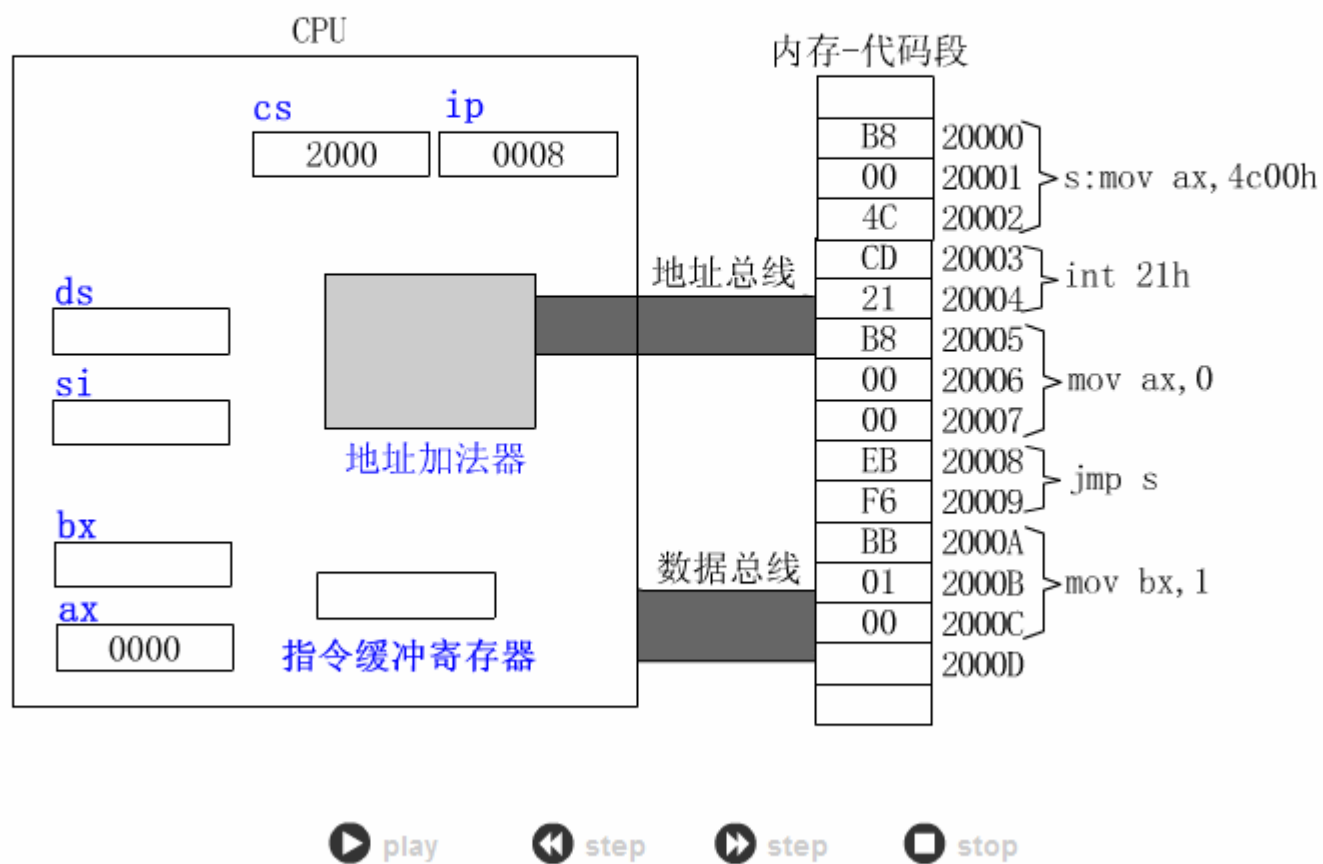 CPU
内存-代码段
cs ip
2000 0008
B8 20000
00 20001 s:mov ax,4c00h
4C 20002
CD 20003
int 21h
21 20004
地址总线
ds
B8 20005
si
00 20006 mov ax,0
00 20007
地址加法器
EB 20008
jmp s
F6 20009
bx
BB 2000A
数据总线
01 2000B mov bx,1
ax
00 2000C
0000
指令缓冲寄存器
2000D
play step step stop